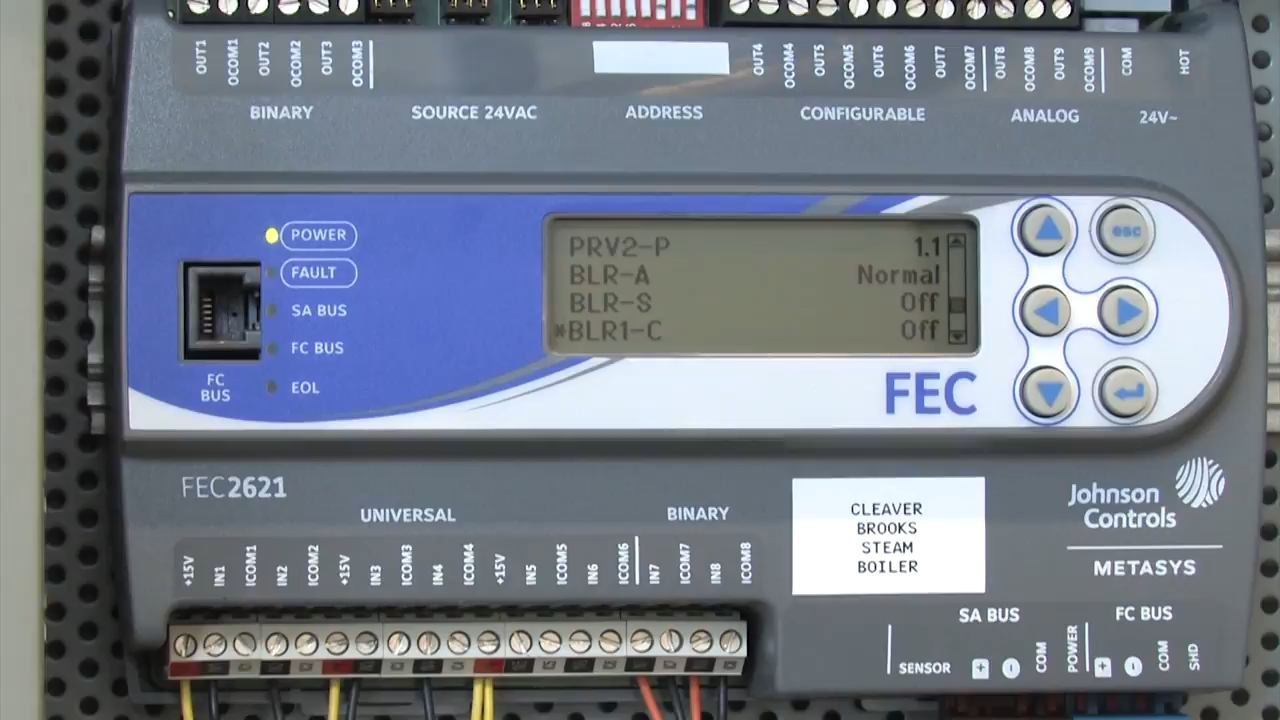 OUT1 OCOM1 OUT2 OCOM2 OUT3 OCOM3 OUT4 OCOM4 OUT5 OCOM5 OUT6 OCOM6 OUT7 OCOM7 OUT8 OCOM8 OUT9 OCOM9 COM HOT
BINARY SOURCE 24VAC ADDRESS CONFIGURABLE ANALOG 24V~
POWER
FAULT
SA BUS
FC BUS
EOL
FC
BUS
PRV2-P 1.1
BLR-A Normal
BLR-S Off
*BLR1-C Off
esc
FEC
FEC2621
UNIVERSAL BINARY
+15V IN1 ICOM1 IN2 ICOM2 +15V IN3 ICOM3 IN4 ICOM4 +15V IN5 ICOM5 IN6 ICOM6 IN7 ICOM7 IN8 ICOM8
CLEAVER
BROOKS
STEAM
BOILER
Johnson
Controls
METASYS
SA BUS FC BUS
SENSOR + - COM POWER + - COM SHD